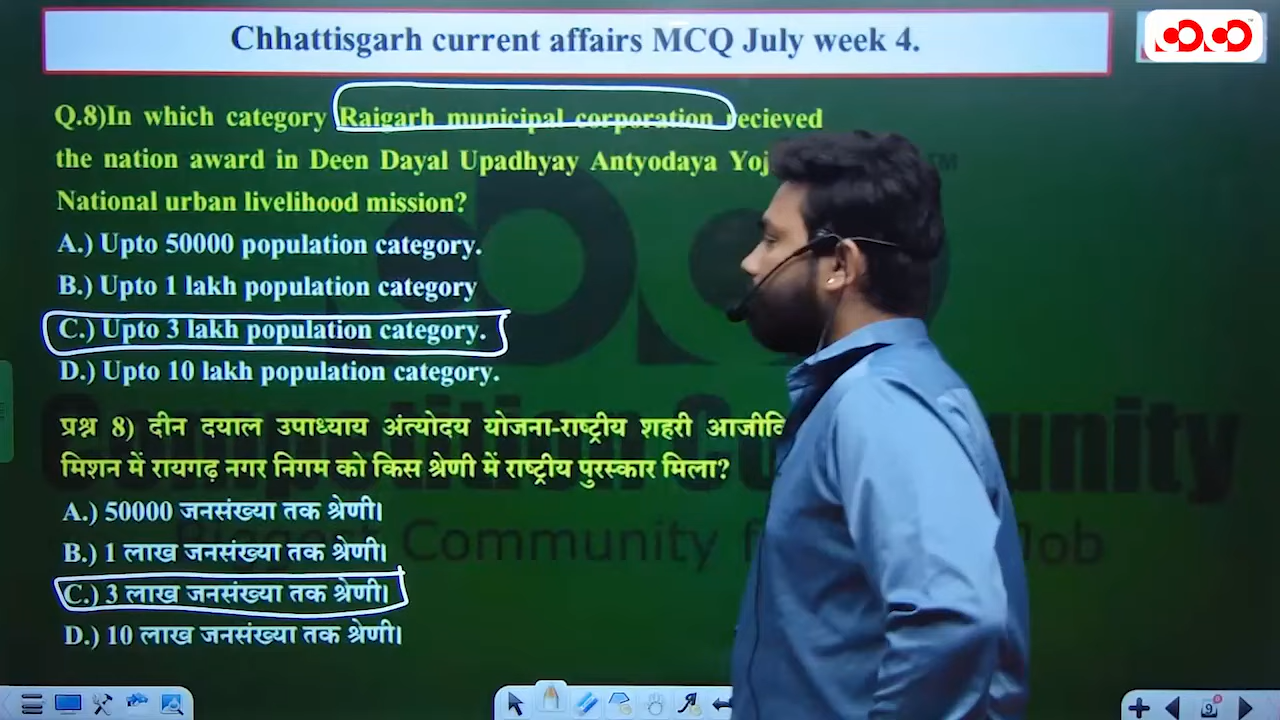 Chhattisgarh current affairs MCQ July week 4.
Q.8)In which category Raigarh municipal corporation recieved
the nation award in Deen Dayal Upadhyay Antyodaya Yoj
National urban livelihood mission?
A.) Upto 50000 population category.
B.) Upto 1 lakh population category
C.) Upto 3 lakh population category.
D.) Upto 10 lakh population category.
प्रश्न 8) दीन दयाल उपाध्याय अंत्योदय योजना-राष्ट्रीय शहरी आजीवि
मिशन में रायगढ़ नगर निगम को किस श्रेणी में राष्ट्रीय पुरस्कार मिला?
A.) 50000 जनसंख्या तक श्रेणी।
B.) 1 लाख जनसंख्या तक श्रेणी।
C.) 3 लाख जनसंख्या तक श्रेणी।
D.) 10 लाख जनसंख्या तक श्रेणी।
9